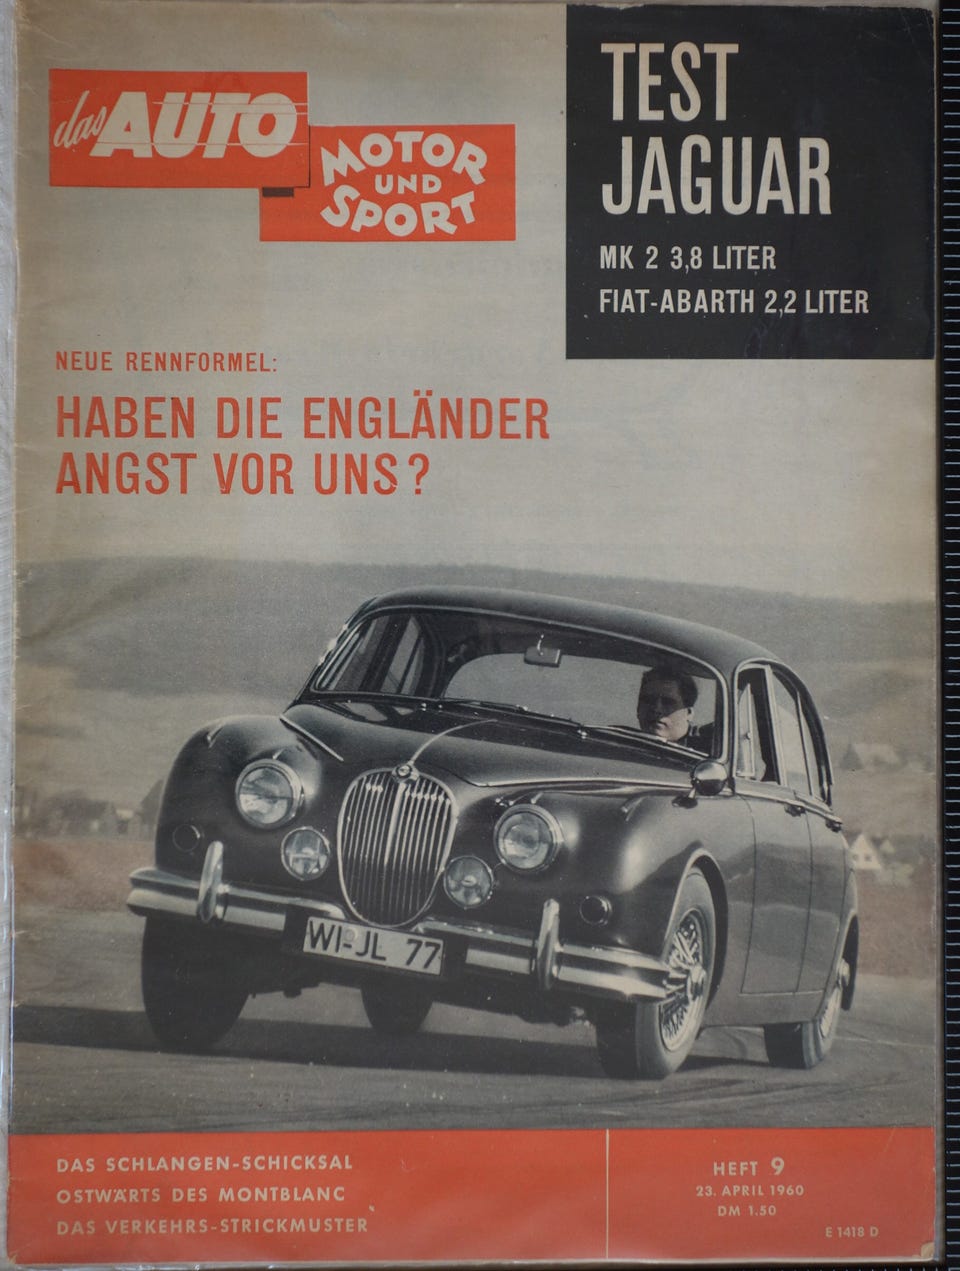 das AUTO
MOTOR
UND
SPORT
TEST
JAGUAR
MK 2 3,8 LITER
FIAT-ABARTH 2,2 LITER
NEUE RENNFORMEL:
HABEN DIE ENGLÄNDER
ANGST VOR UNS?
WI-JL 77
DAS SCHLANGEN-SCHICKSAL
OSTWÄRTS DES MONTBLANC
DAS VERKEHRS-STRICKMUSTER
HEFT 9
23. APRIL 1960
DM 1.50
E 1418 D